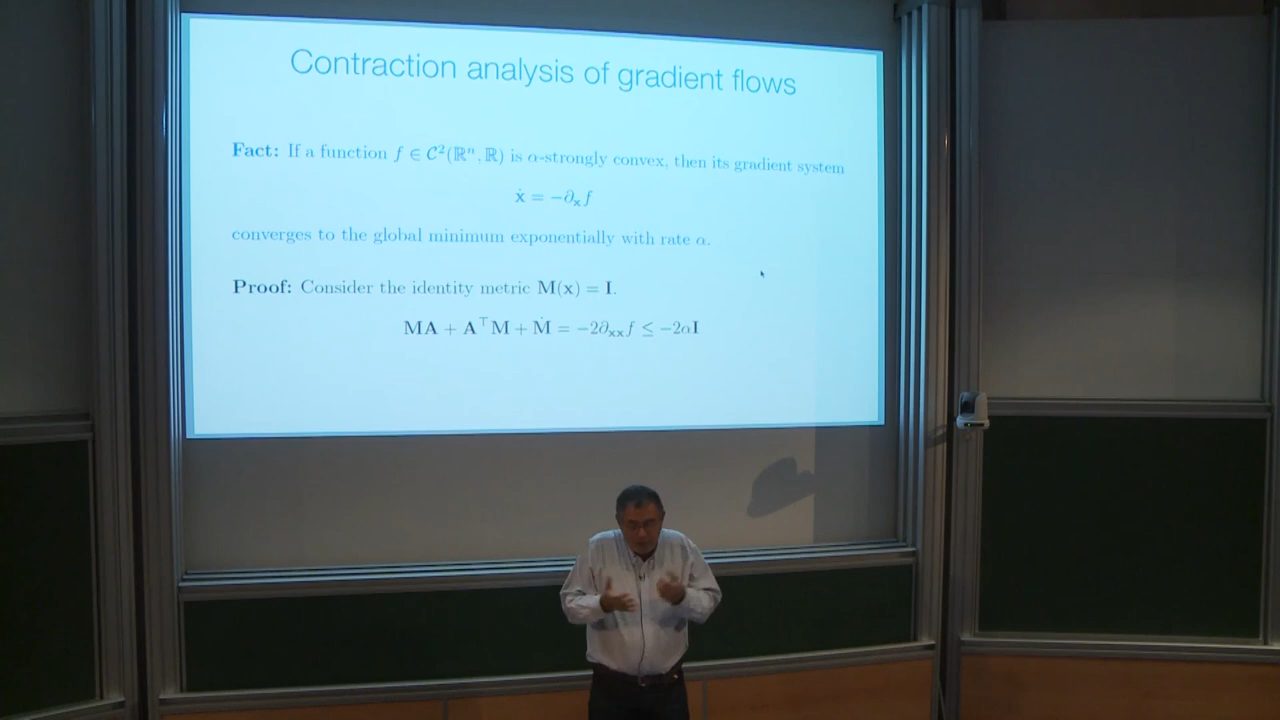 Contraction analysis of gradient flows
Fact: If a function f ∈ 𝒞²(ℝⁿ, ℝ) is α-strongly convex, then its gradient system
ẋ = −∂ₓf
converges to the global minimum exponentially with rate α.
Proof: Consider the identity metric M(x) = I.
MA + A⊤M + Ṁ = −2∂ₓₓf ≤ −2αI